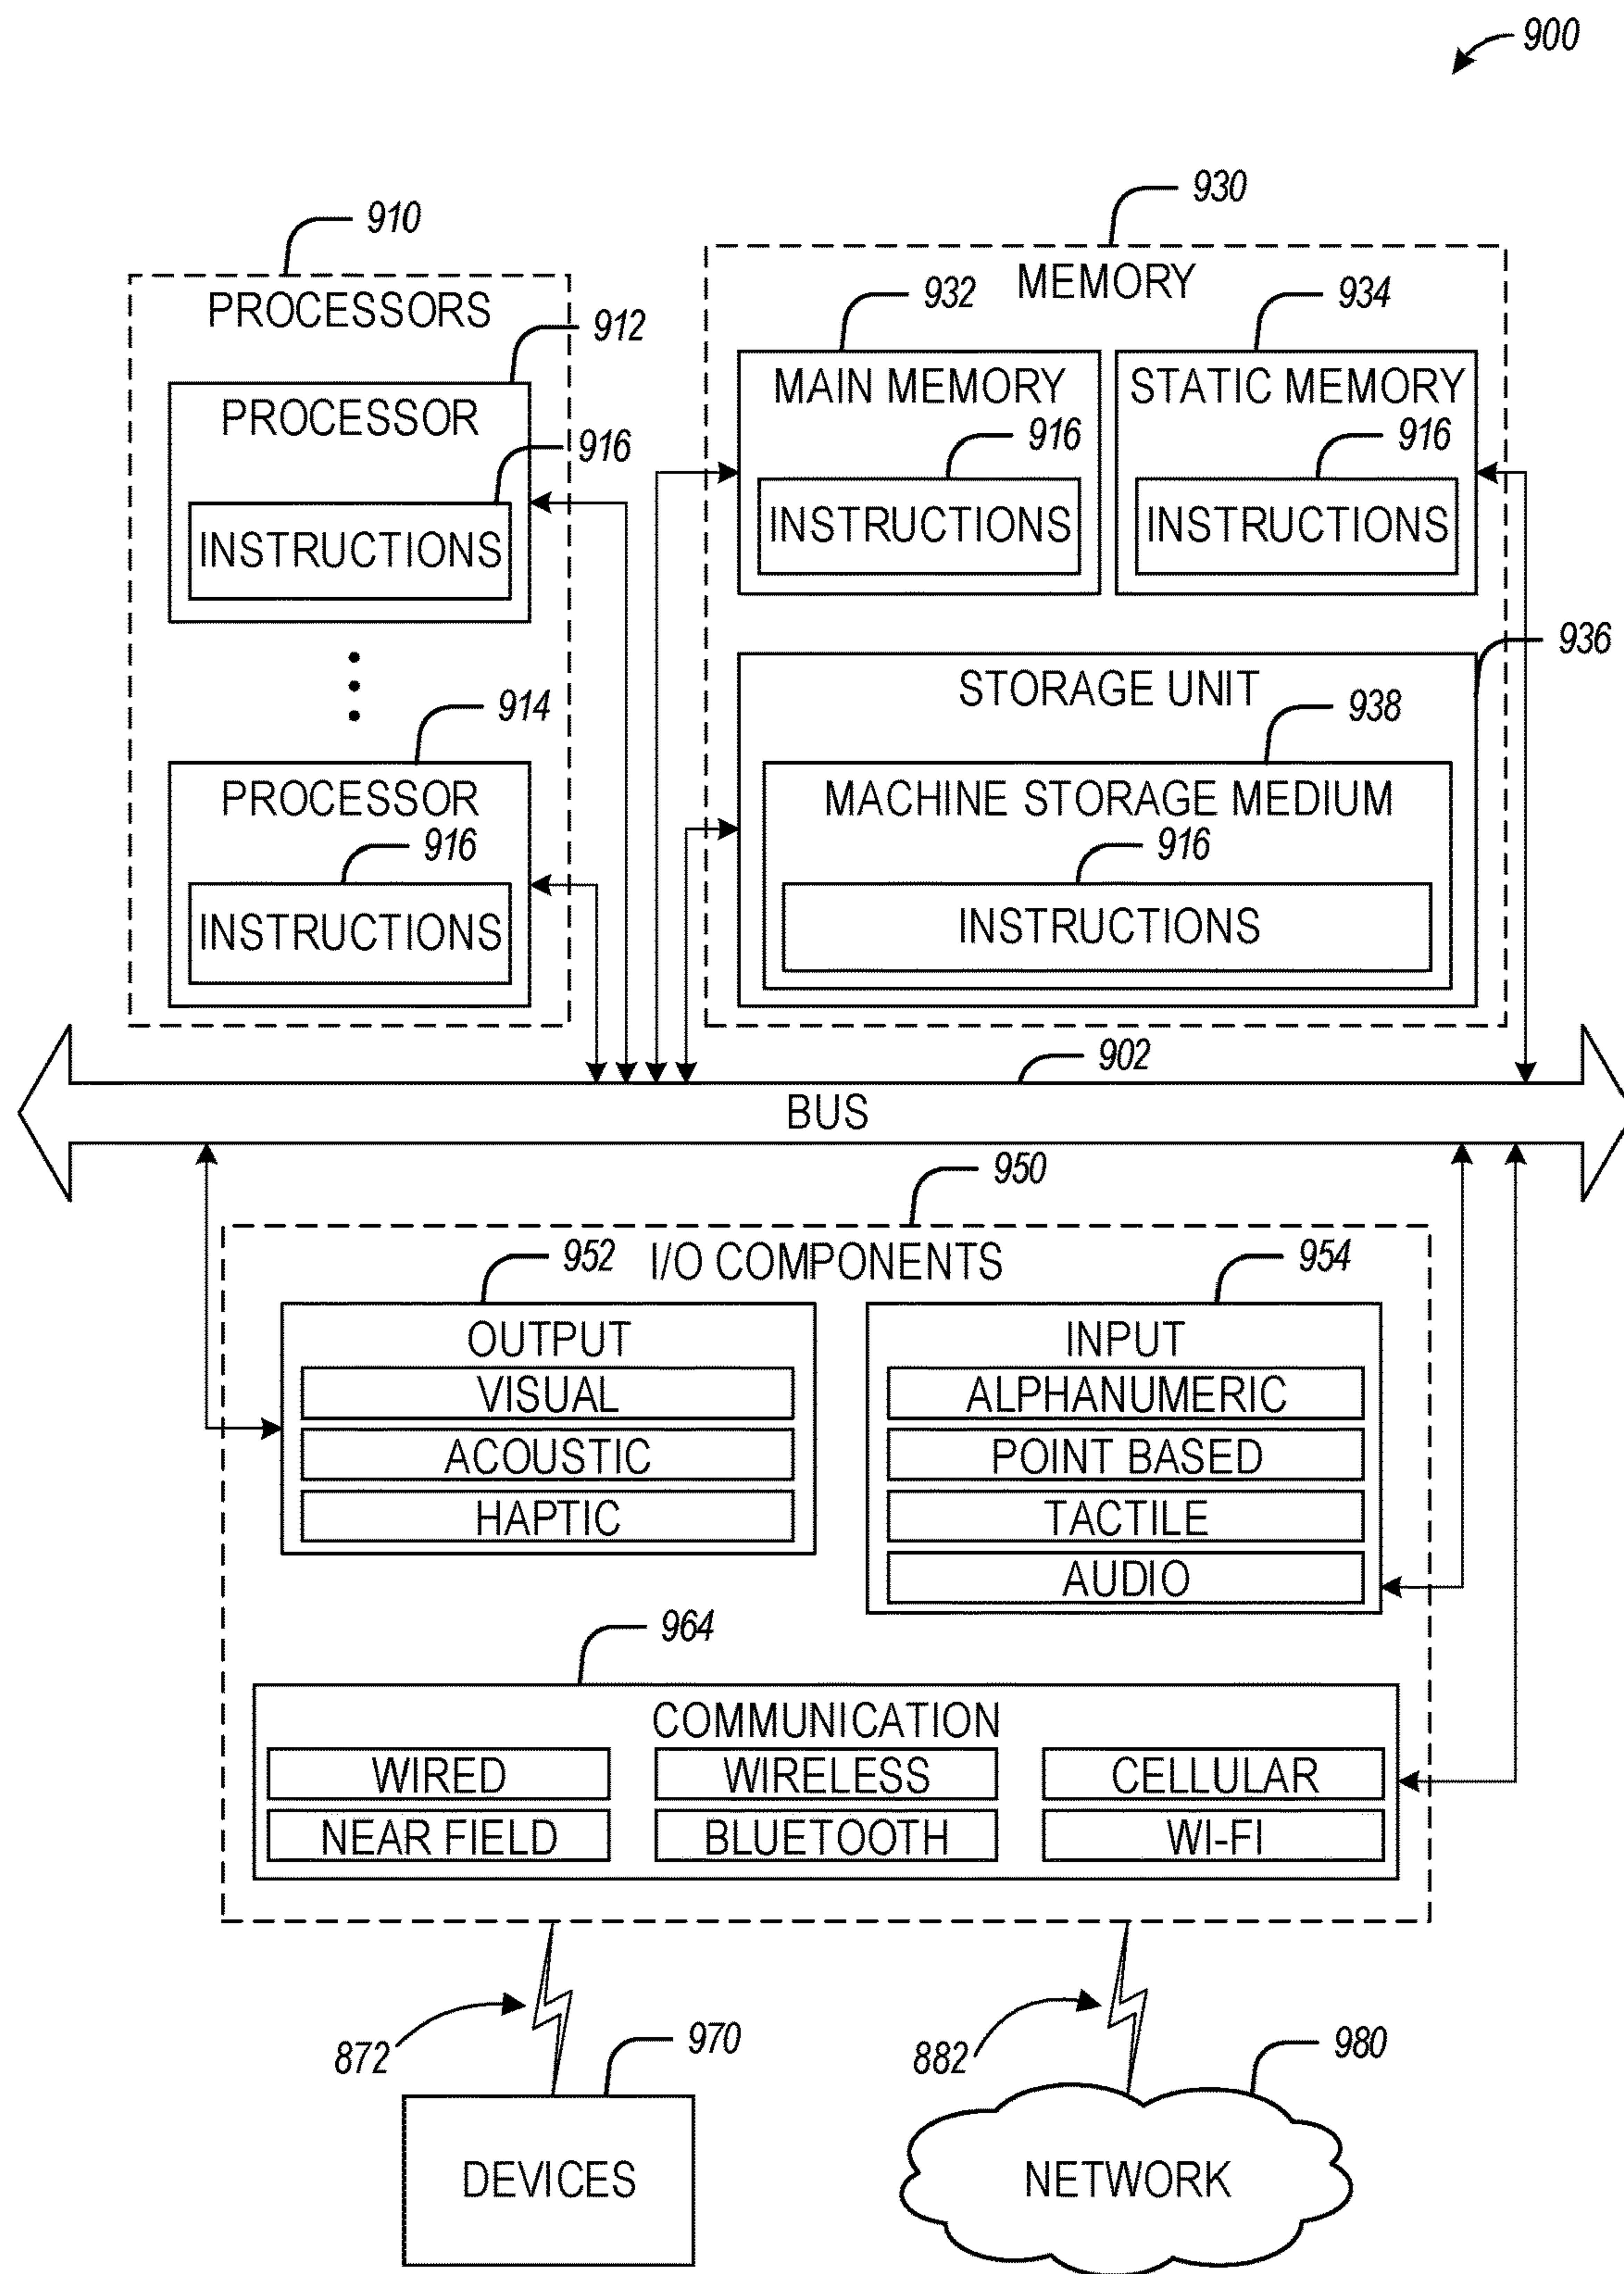 900
910
PROCESSORS
912
PROCESSOR
916
INSTRUCTIONS
914
PROCESSOR
916
INSTRUCTIONS
930
MEMORY
932
MAIN MEMORY
916
INSTRUCTIONS
934
STATIC MEMORY
916
INSTRUCTIONS
936
STORAGE UNIT
938
MACHINE STORAGE MEDIUM
916
INSTRUCTIONS
902
BUS
950
I/O COMPONENTS
952
OUTPUT
VISUAL
ACOUSTIC
HAPTIC
954
INPUT
ALPHANUMERIC
POINT BASED
TACTILE
AUDIO
964
COMMUNICATION
WIRED
WIRELESS
CELLULAR
NEAR FIELD
BLUETOOTH
WI-FI
872
970
DEVICES
882
980
NETWORK